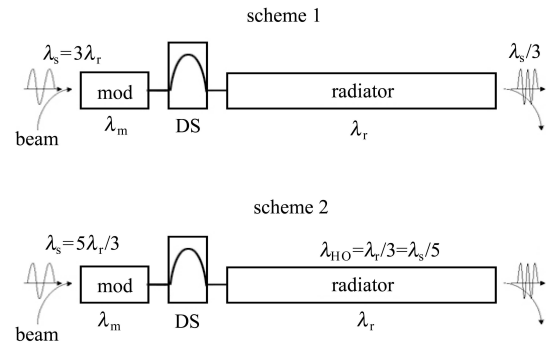 scheme 1
λs=3λr
λs/3
mod
radiator
beam
λm
DS
λr
scheme 2
λs=5λr/3
λHO=λr/3=λs/5
mod
radiator
beam
λm
DS
λr